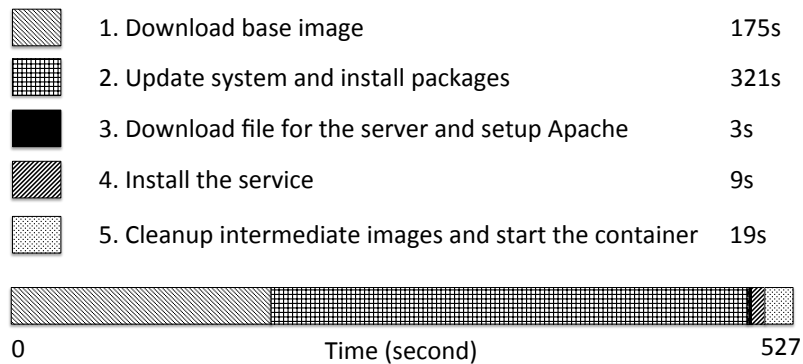 1. Download base image 175s
2. Update system and install packages 321s
3. Download file for the server and setup Apache 3s
4. Install the service 9s
5. Cleanup intermediate images and start the container 19s
0 Time (second) 527